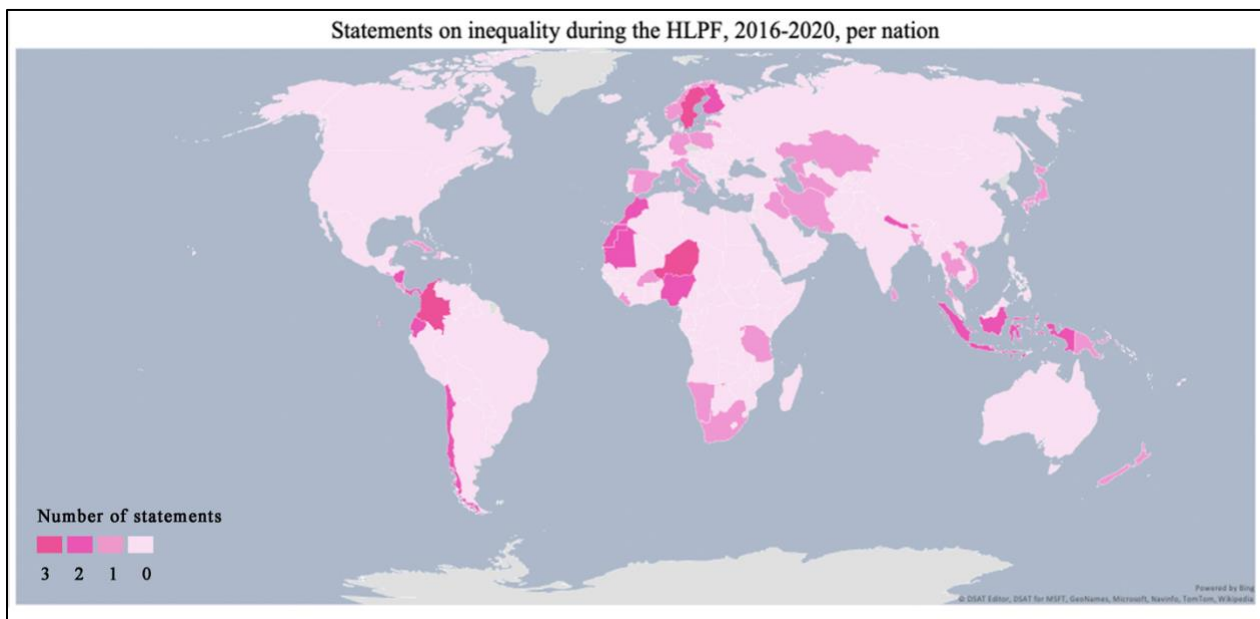 Statements on inequality during the HLPF, 2016-2020, per nation
Number of statements
3 2 1 0
Powered by Bing
© DSAT Editor, DSAT for MSFT, GeoNames, Microsoft, Navinfo, TomTom, Wikipedia